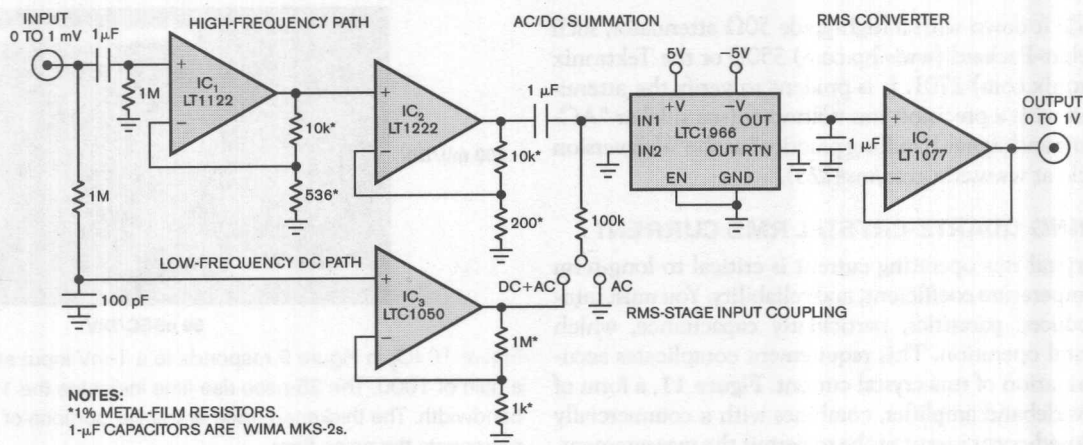 INPUT
0 TO 1 mV
1 μF
HIGH-FREQUENCY PATH
AC/DC SUMMATION
RMS CONVERTER
1M
+
−
IC1
LT1122
10k*
536*
+
−
IC2
LT1222
1 μF
10k*
200*
5V
−5V
+V
−V
IN1
LTC1966
OUT
IN2
OUT RTN
EN
GND
1 μF
+
−
IC4
LT1077
OUTPUT
0 TO 1V
1M
100k
LOW-FREQUENCY DC PATH
100 pF
+
−
IC3
LTC1050
DC+AC
AC
RMS-STAGE INPUT COUPLING
1M*
1k*
NOTES:
*1% METAL-FILM RESISTORS.
1-μF CAPACITORS ARE WIMA MKS-2s.